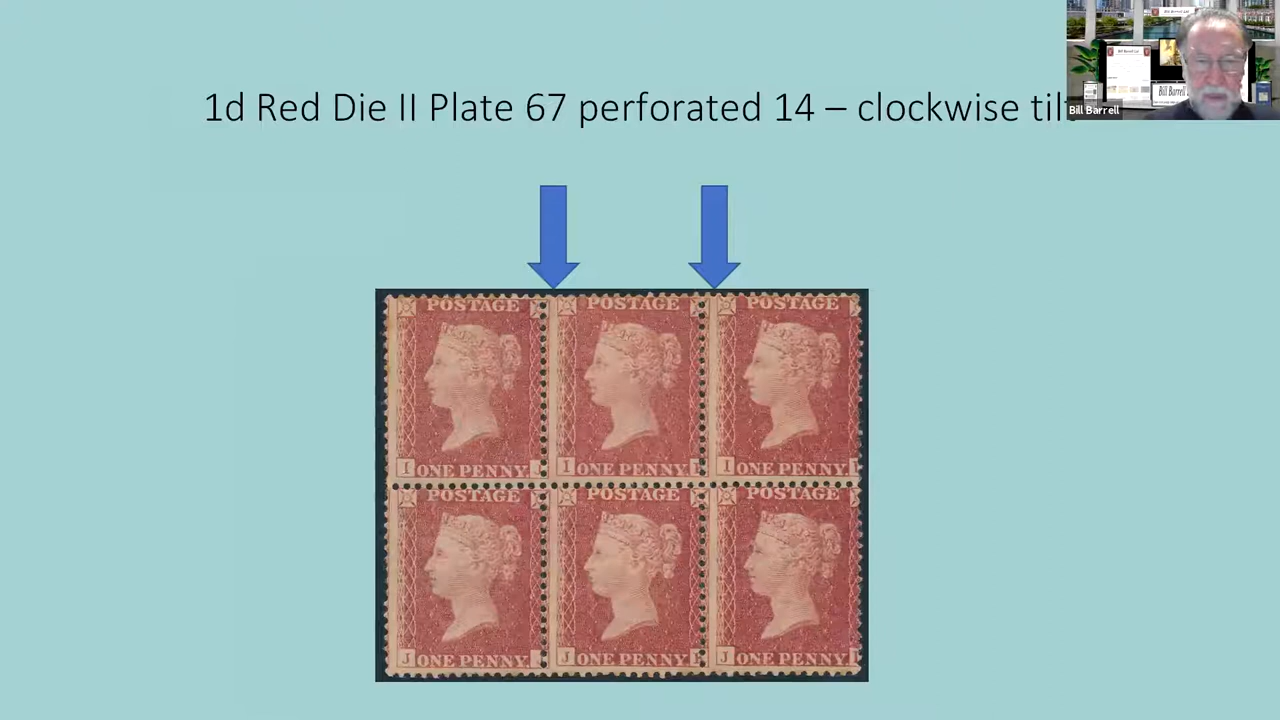 1d Red Die II Plate 67 perforated 14 – clockwise
Bill Barrell
POSTAGE POSTAGE POSTAGE
I ONE PENNY. I ONE PENNY. I ONE PENNY.
POSTAGE POSTAGE POSTAGE
J ONE PENNY. J ONE PENNY. J ONE PENNY.